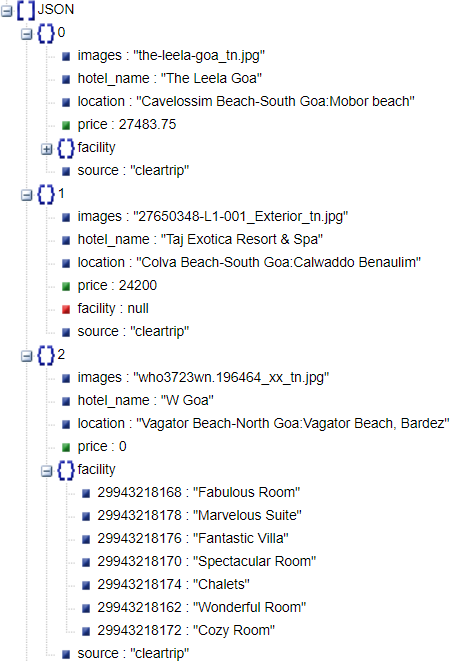 JSON
0
images : "the-leela-goa_tn.jpg"
hotel_name : "The Leela Goa"
location : "Cavelossim Beach-South Goa:Mobor beach"
price : 27483.75
facility
source : "cleartrip"
1
images : "27650348-L1-001_Exterior_tn.jpg"
hotel_name : "Taj Exotica Resort & Spa"
location : "Colva Beach-South Goa:Calwaddo Benaulim"
price : 24200
facility : null
source : "cleartrip"
2
images : "who3723wn.196464_xx_tn.jpg"
hotel_name : "W Goa"
location : "Vagator Beach-North Goa:Vagator Beach, Bardez"
price : 0
facility
29943218168 : "Fabulous Room"
29943218178 : "Marvelous Suite"
29943218176 : "Fantastic Villa"
29943218170 : "Spectacular Room"
29943218174 : "Chalets"
29943218162 : "Wonderful Room"
29943218172 : "Cozy Room"
source : "cleartrip"